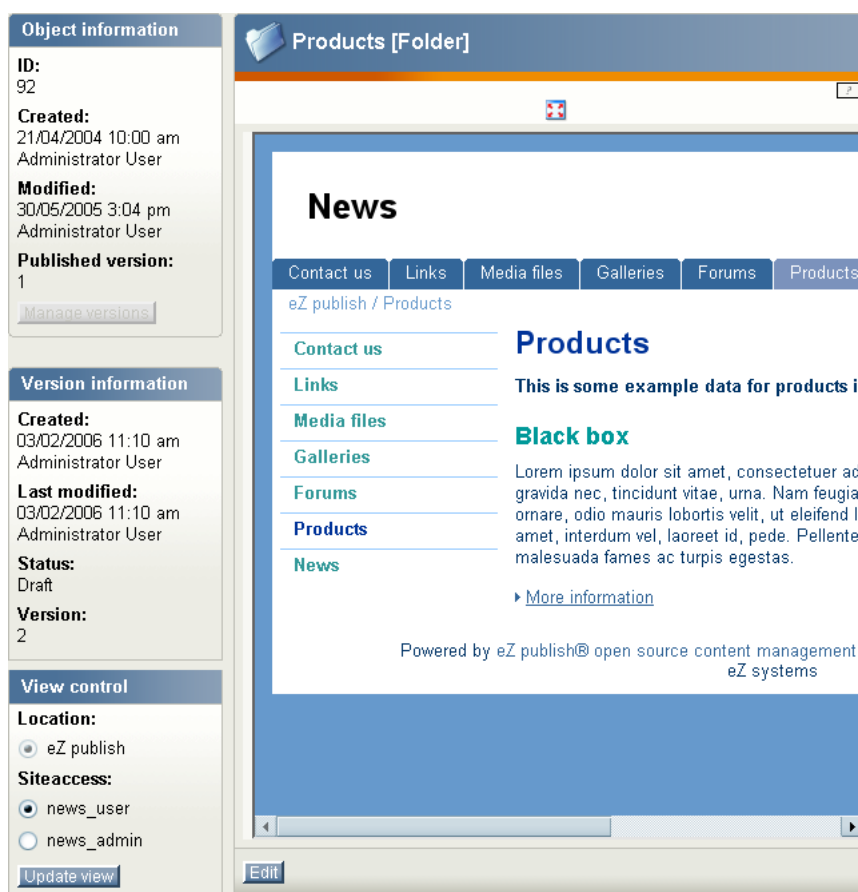 Object information
ID:
92
Created:
21/04/2004 10:00 am
Administrator User
Modified:
30/05/2005 3:04 pm
Administrator User
Published version:
1
Manage versions
Version information
Created:
03/02/2006 11:10 am
Administrator User
Last modified:
03/02/2006 11:10 am
Administrator User
Status:
Draft
Version:
2
View control
Location:
eZ publish
Siteaccess:
news_user
news_admin
Update view
Products [Folder]
News
Contact us Links Media files Galleries Forums Products
eZ publish / Products
Contact us
Links
Media files
Galleries
Forums
Products
News
Products
This is some example data for products i
Black box
Lorem ipsum dolor sit amet, consectetuer ac
gravida nec, tincidunt vitae, urna. Nam feugia
ornare, odio mauris lobortis velit, ut eleifend l
amet, interdum vel, laoreet id, pede. Pellente
malesuada fames ac turpis egestas.
More information
Powered by eZ publish® open source content management
eZ systems
Edit